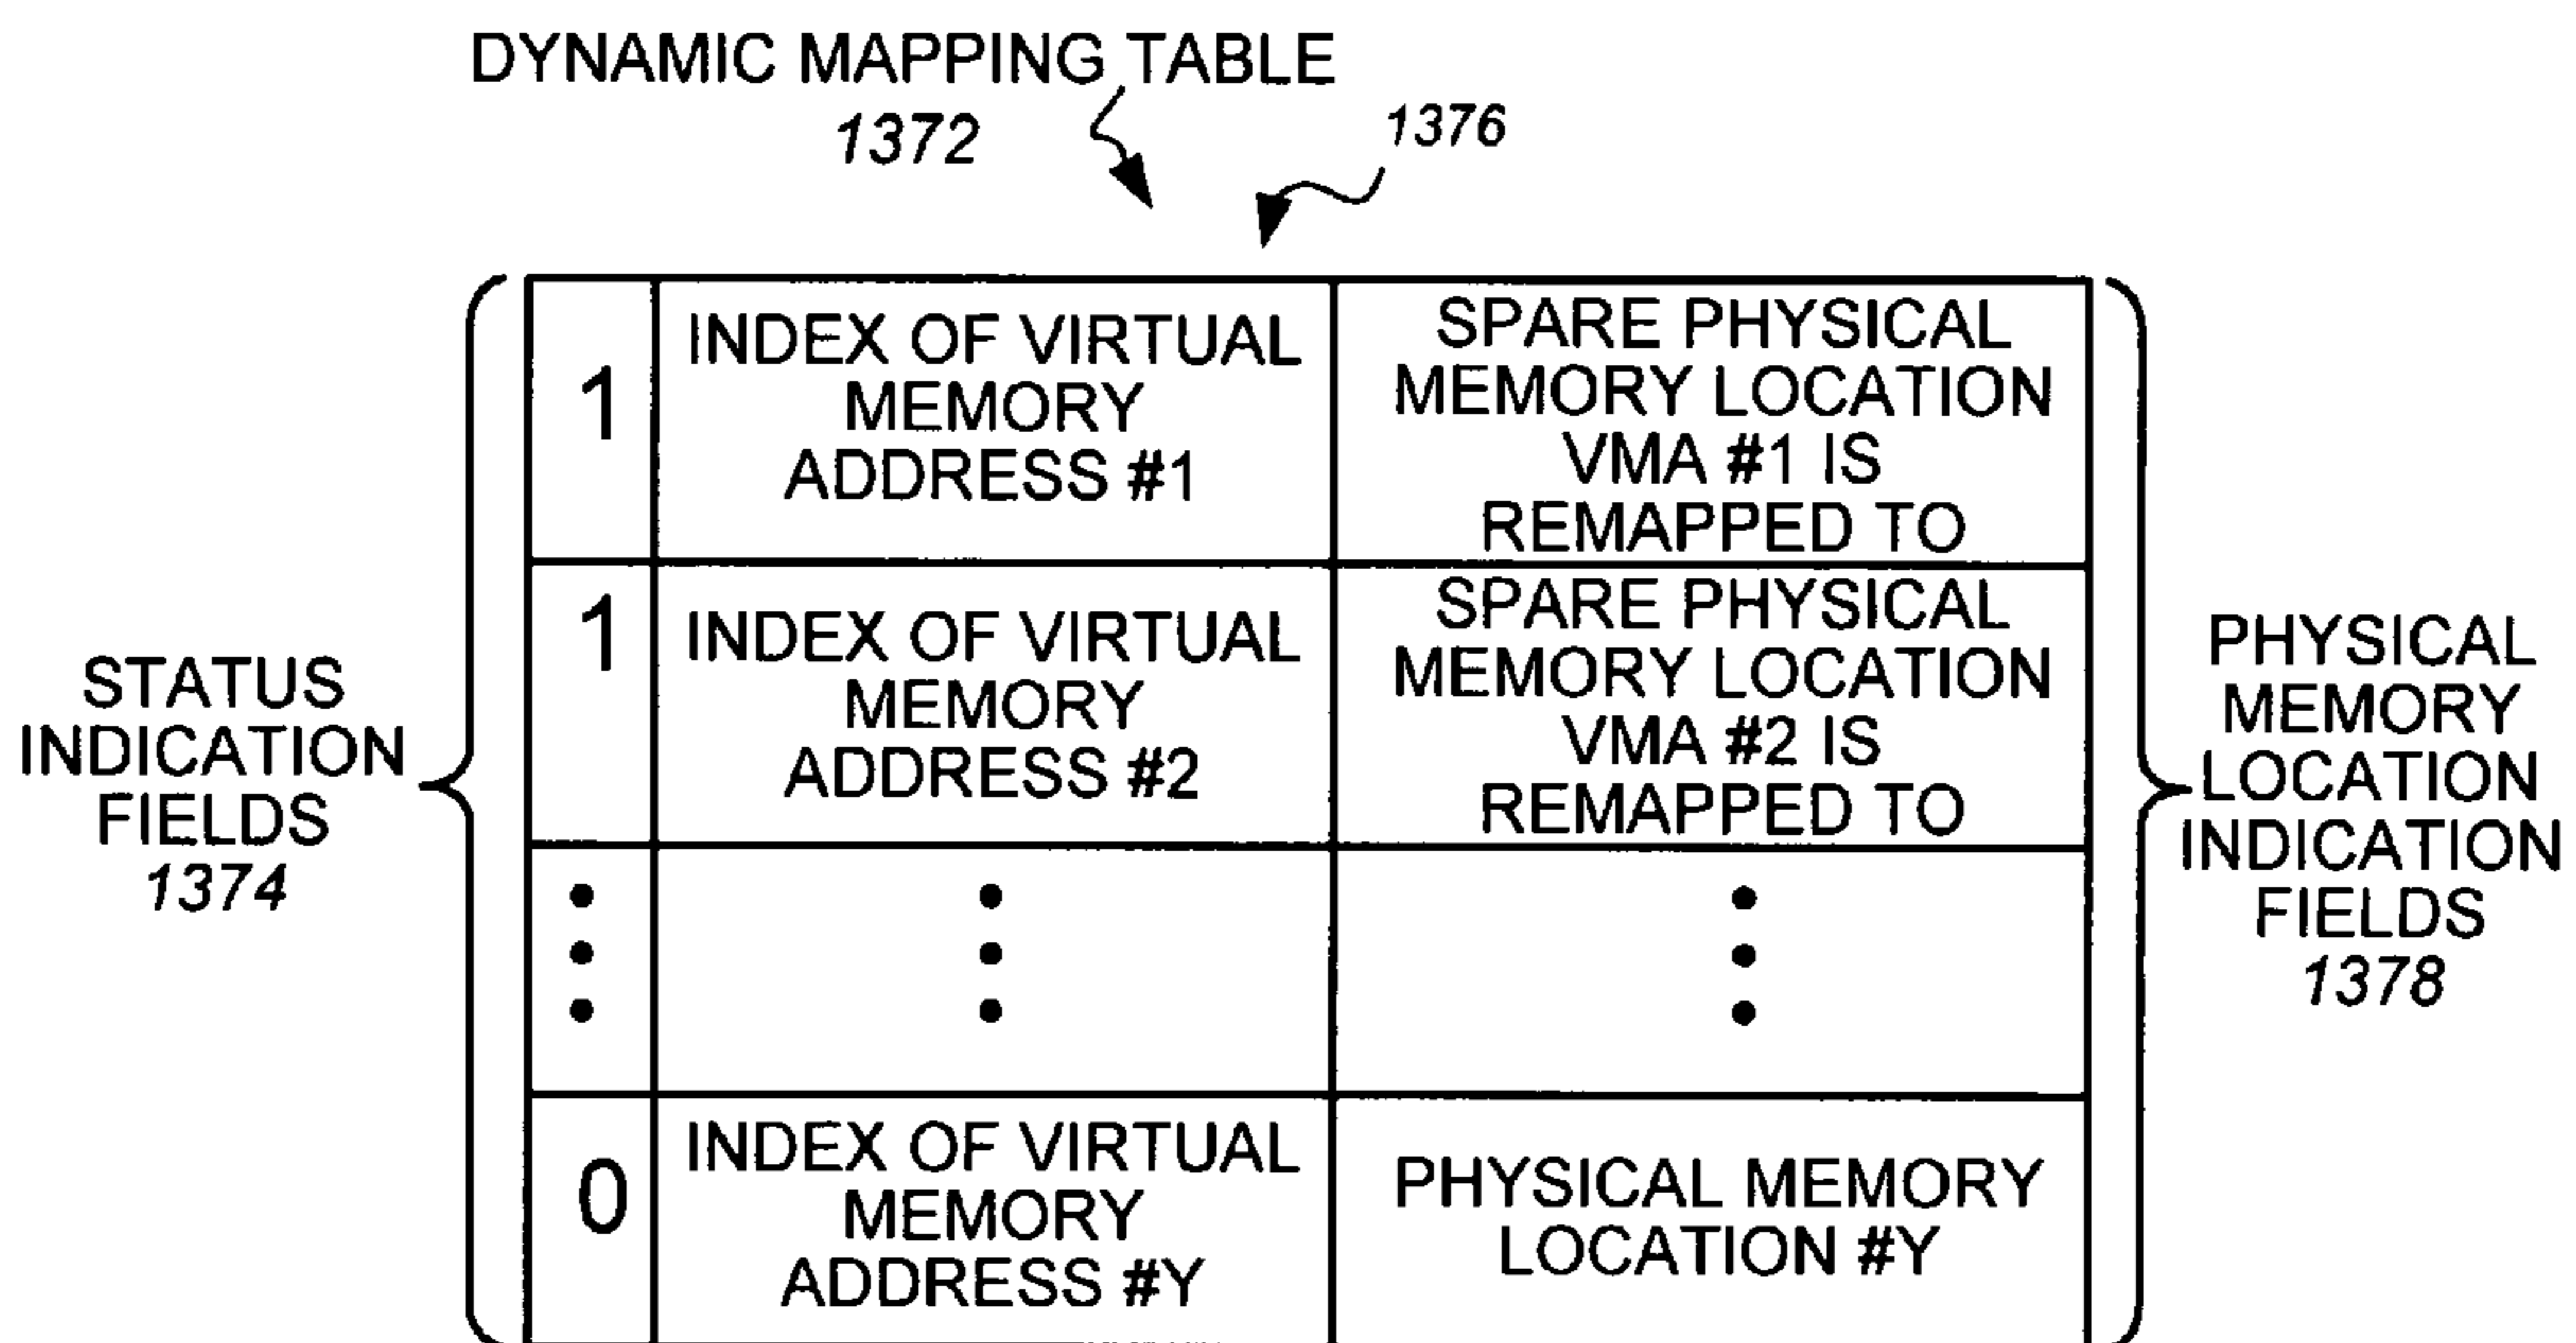 DYNAMIC MAPPING TABLE
1372
1376
1
INDEX OF VIRTUAL
MEMORY
ADDRESS #1
SPARE PHYSICAL
MEMORY LOCATION
VMA #1 IS
REMAPPED TO
1
INDEX OF VIRTUAL
MEMORY
ADDRESS #2
SPARE PHYSICAL
MEMORY LOCATION
VMA #2 IS
REMAPPED TO
0
INDEX OF VIRTUAL
MEMORY
ADDRESS #Y
PHYSICAL MEMORY
LOCATION #Y
STATUS
INDICATION
FIELDS
1374
PHYSICAL
MEMORY
LOCATION
INDICATION
FIELDS
1378